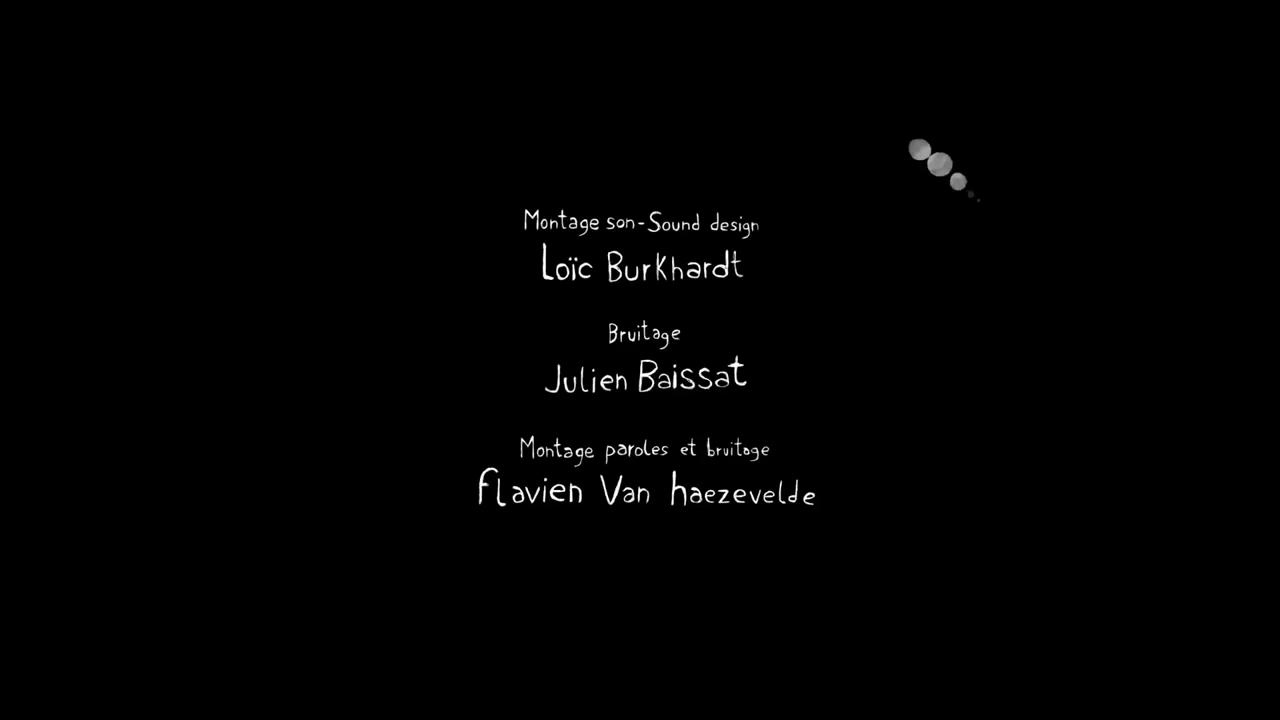 Montage son-Sound design
Loïc Burkhardt
Bruitage
Julien Baissat
Montage paroles et bruitage
flavien Van haezevelde